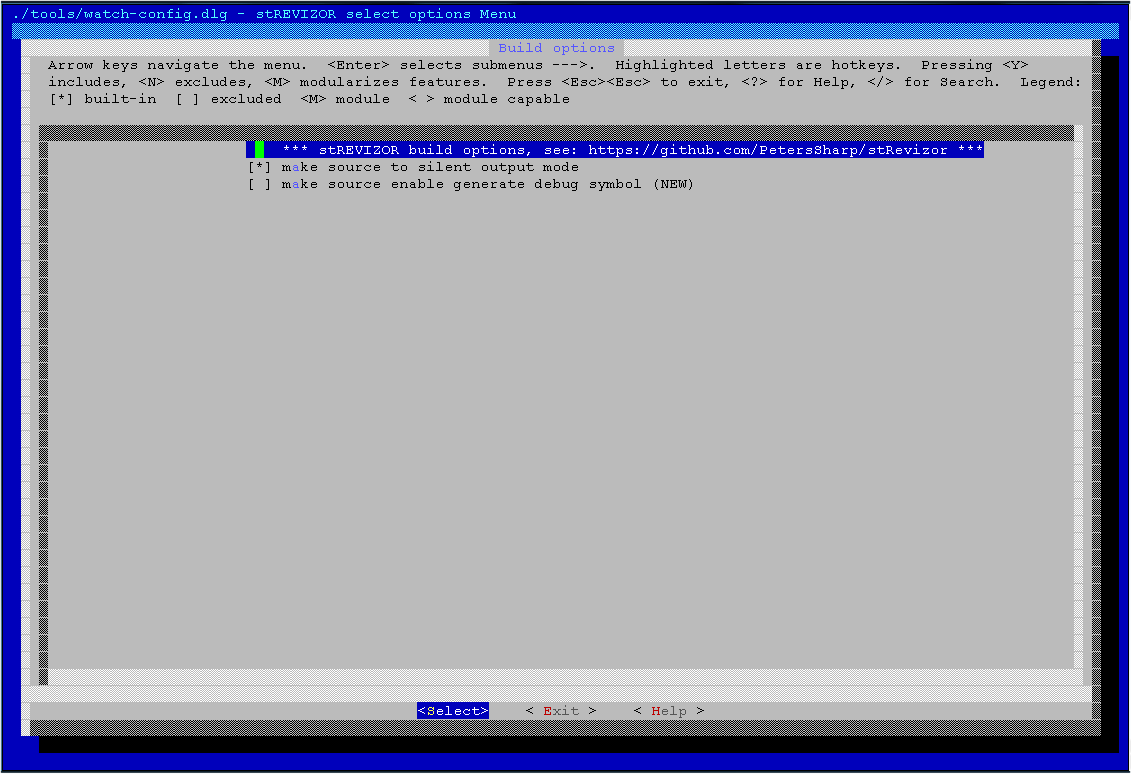 ./tools/watch-config.dlg - stREVIZOR select options Menu
Build options
Arrow keys navigate the menu.  <Enter> selects submenus --->.  Highlighted letters are hotkeys.  Pressing <Y>
includes, <N> excludes, <M> modularizes features.  Press <Esc><Esc> to exit, <?> for Help, </> for Search.  Legend:
[*] built-in  [ ] excluded  <M> module  < > module capable
*** stREVIZOR build options, see: https://github.com/PetersSharp/stRevizor ***
[*] make source to silent output mode
[ ] make source enable generate debug symbol (NEW)
<Select>    < Exit >    < Help >